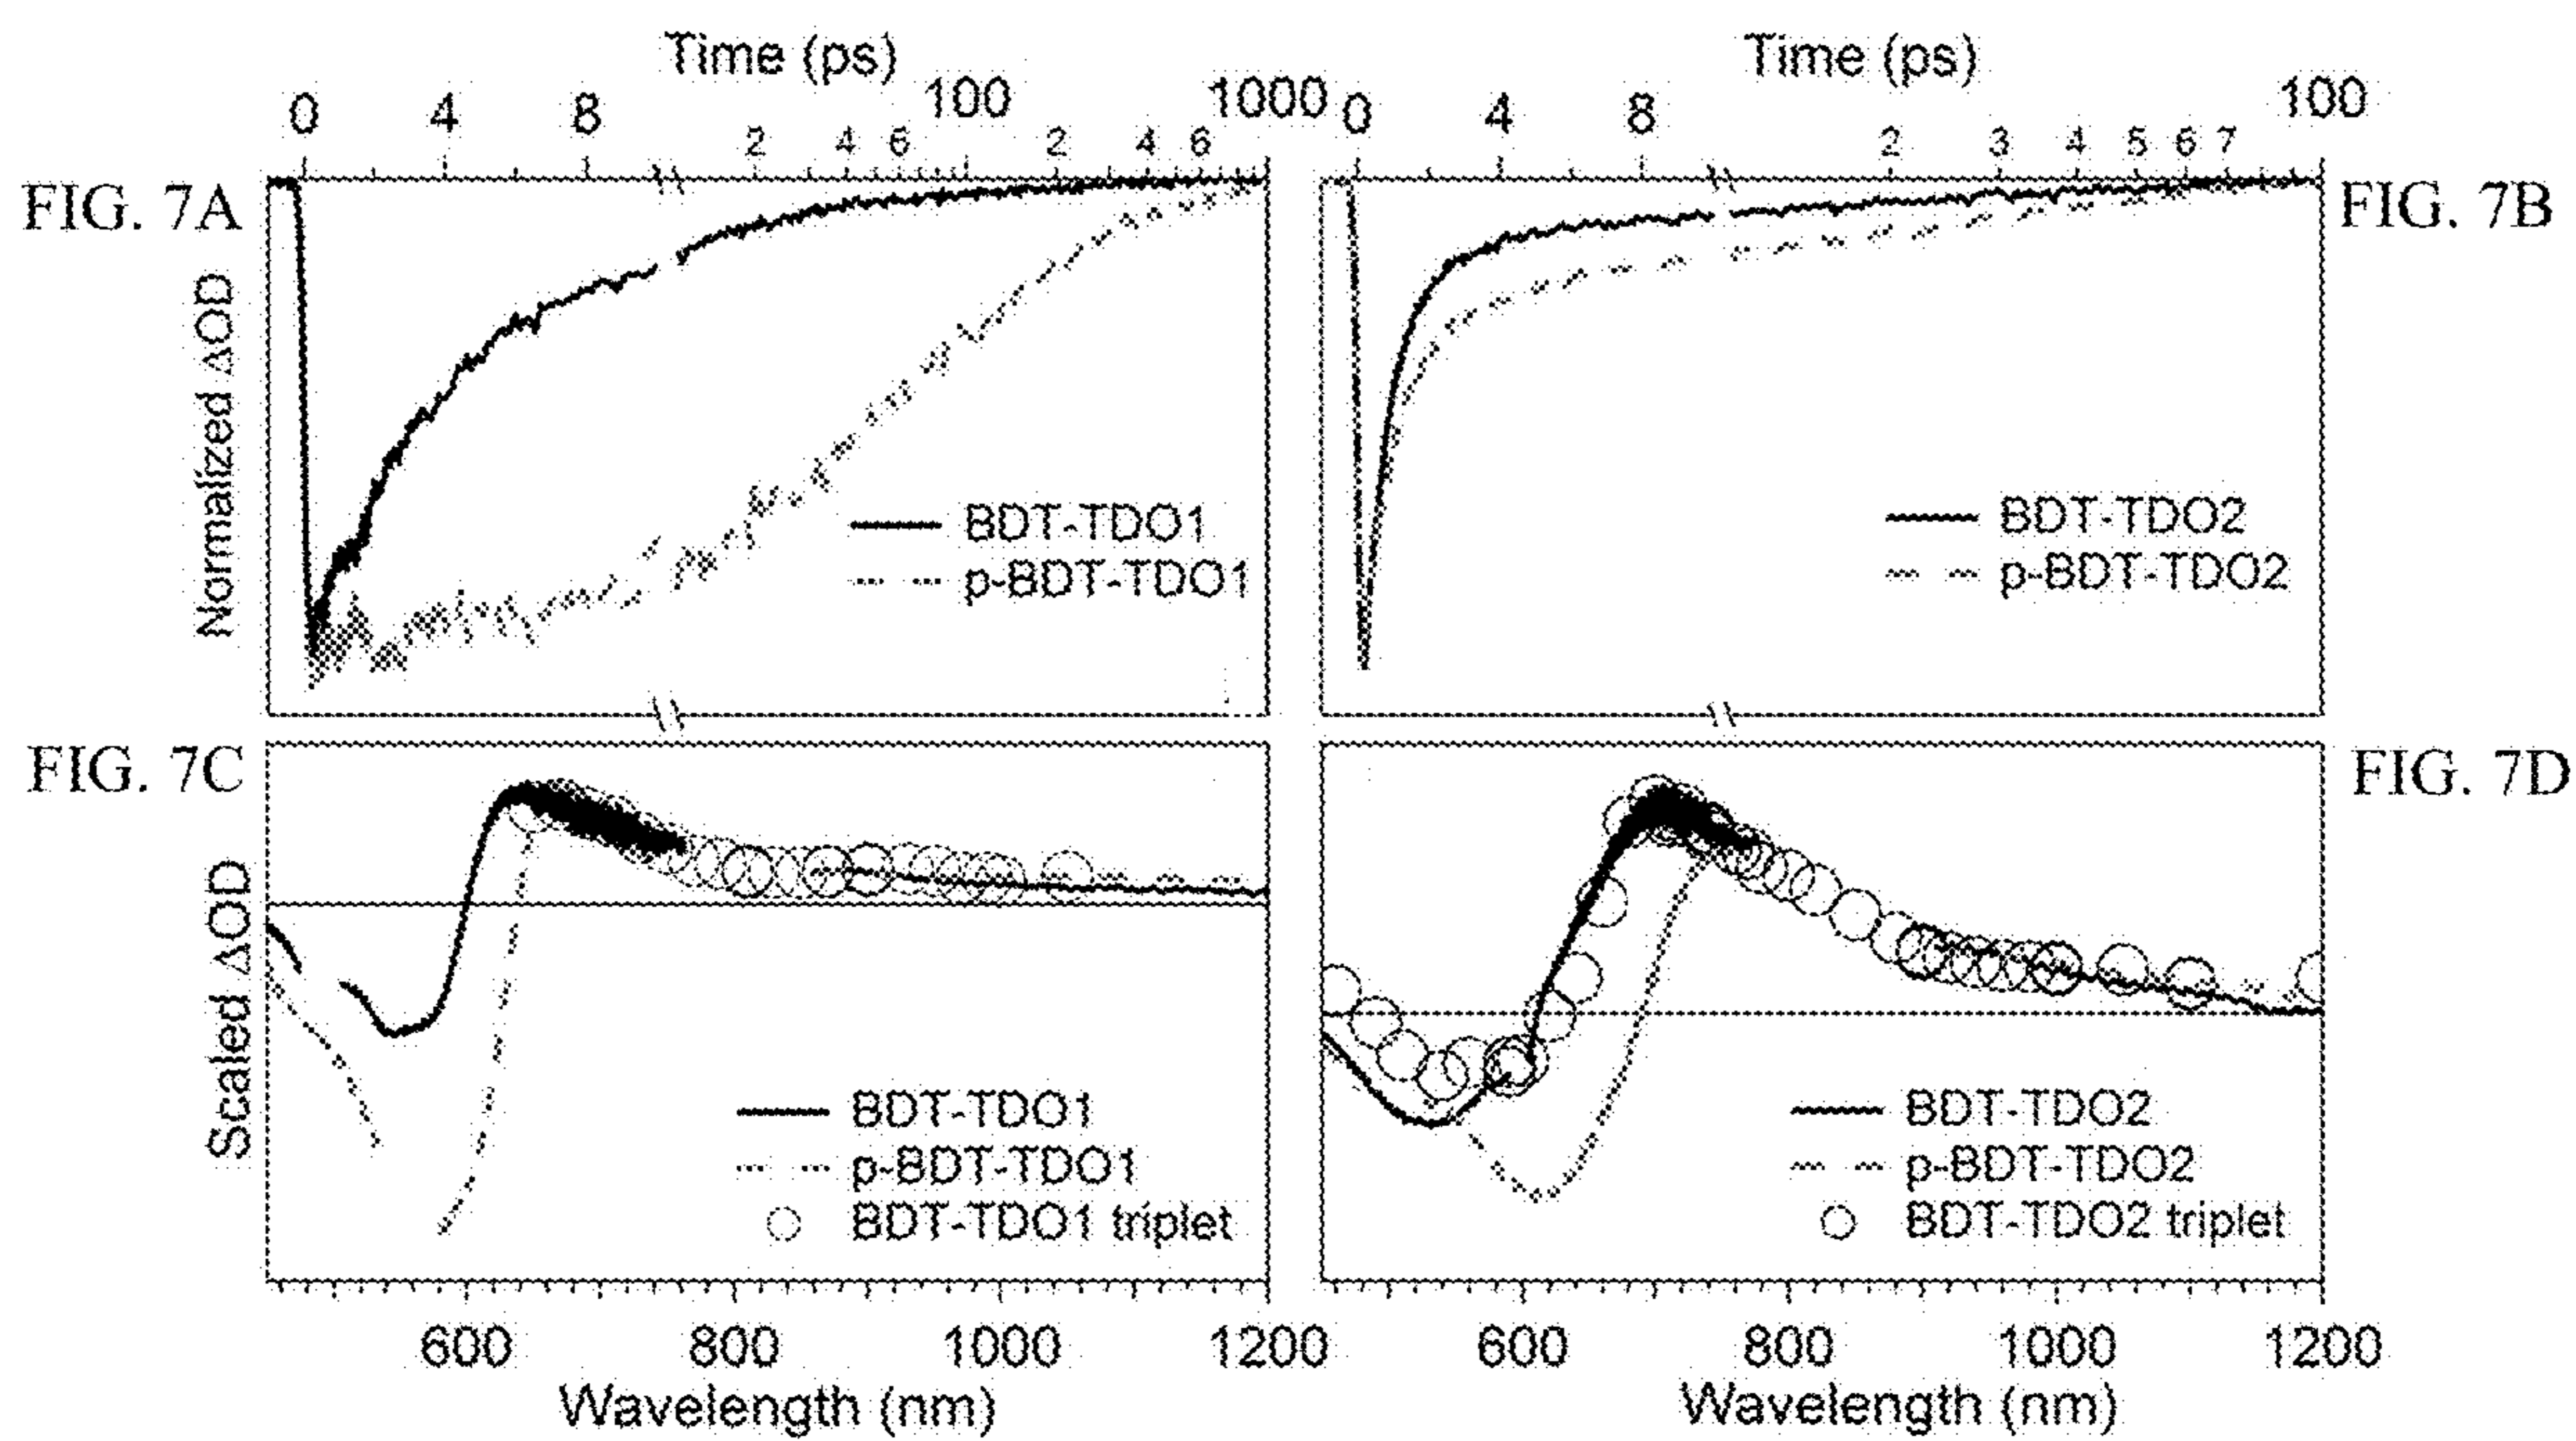 Time (ps)
0 4 8 100 1000
2 4 6 2 4 6
FIG. 7A
Normalized ΔOD
BDT-TDO1
p-BDT-TDO1
Time (ps)
0 4 8 100
2 3 4 5 6 7
FIG. 7B
BDT-TDO2
p-BDT-TDO2
FIG. 7C
Scaled ΔOD
BDT-TDO1
p-BDT-TDO1
BDT-TDO1 triplet
600 800 1000 1200
Wavelength (nm)
FIG. 7D
BDT-TDO2
p-BDT-TDO2
BDT-TDO2 triplet
600 800 1000 1200
Wavelength (nm)